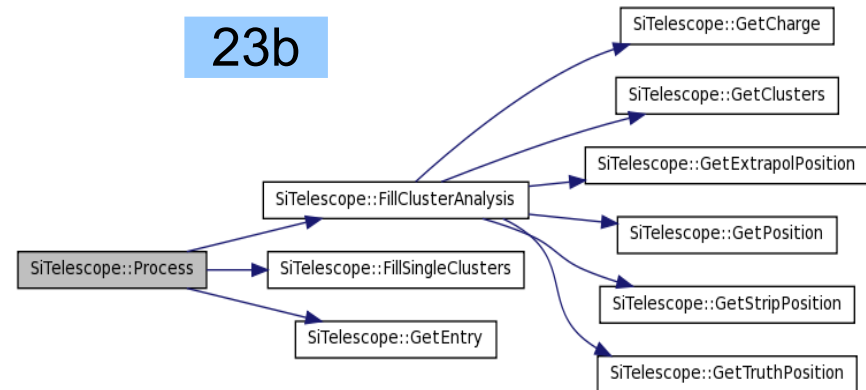 23b
SiTelescope::GetCharge
SiTelescope::GetClusters
SiTelescope::GetExtrapolPosition
SiTelescope::FillClusterAnalysis
SiTelescope::GetPosition
SiTelescope::Process
SiTelescope::FillSingleClusters
SiTelescope::GetStripPosition
SiTelescope::GetEntry
SiTelescope::GetTruthPosition